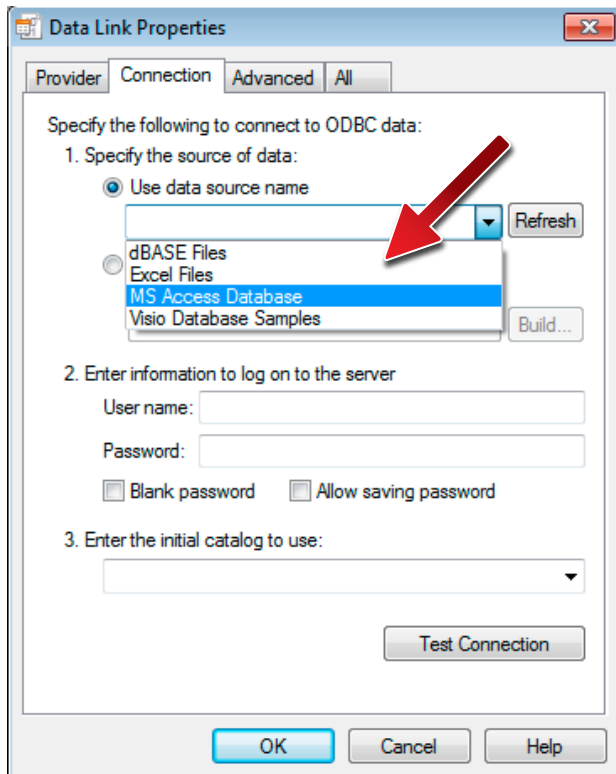 Data Link Properties
Provider Connection Advanced All
Specify the following to connect to ODBC data:
1. Specify the source of data:
Use data source name
Refresh
dBASE Files
Excel Files
MS Access Database
Visio Database Samples
Build...
2. Enter information to log on to the server
User name:
Password:
Blank password Allow saving password
3. Enter the initial catalog to use:
Test Connection
OK Cancel Help